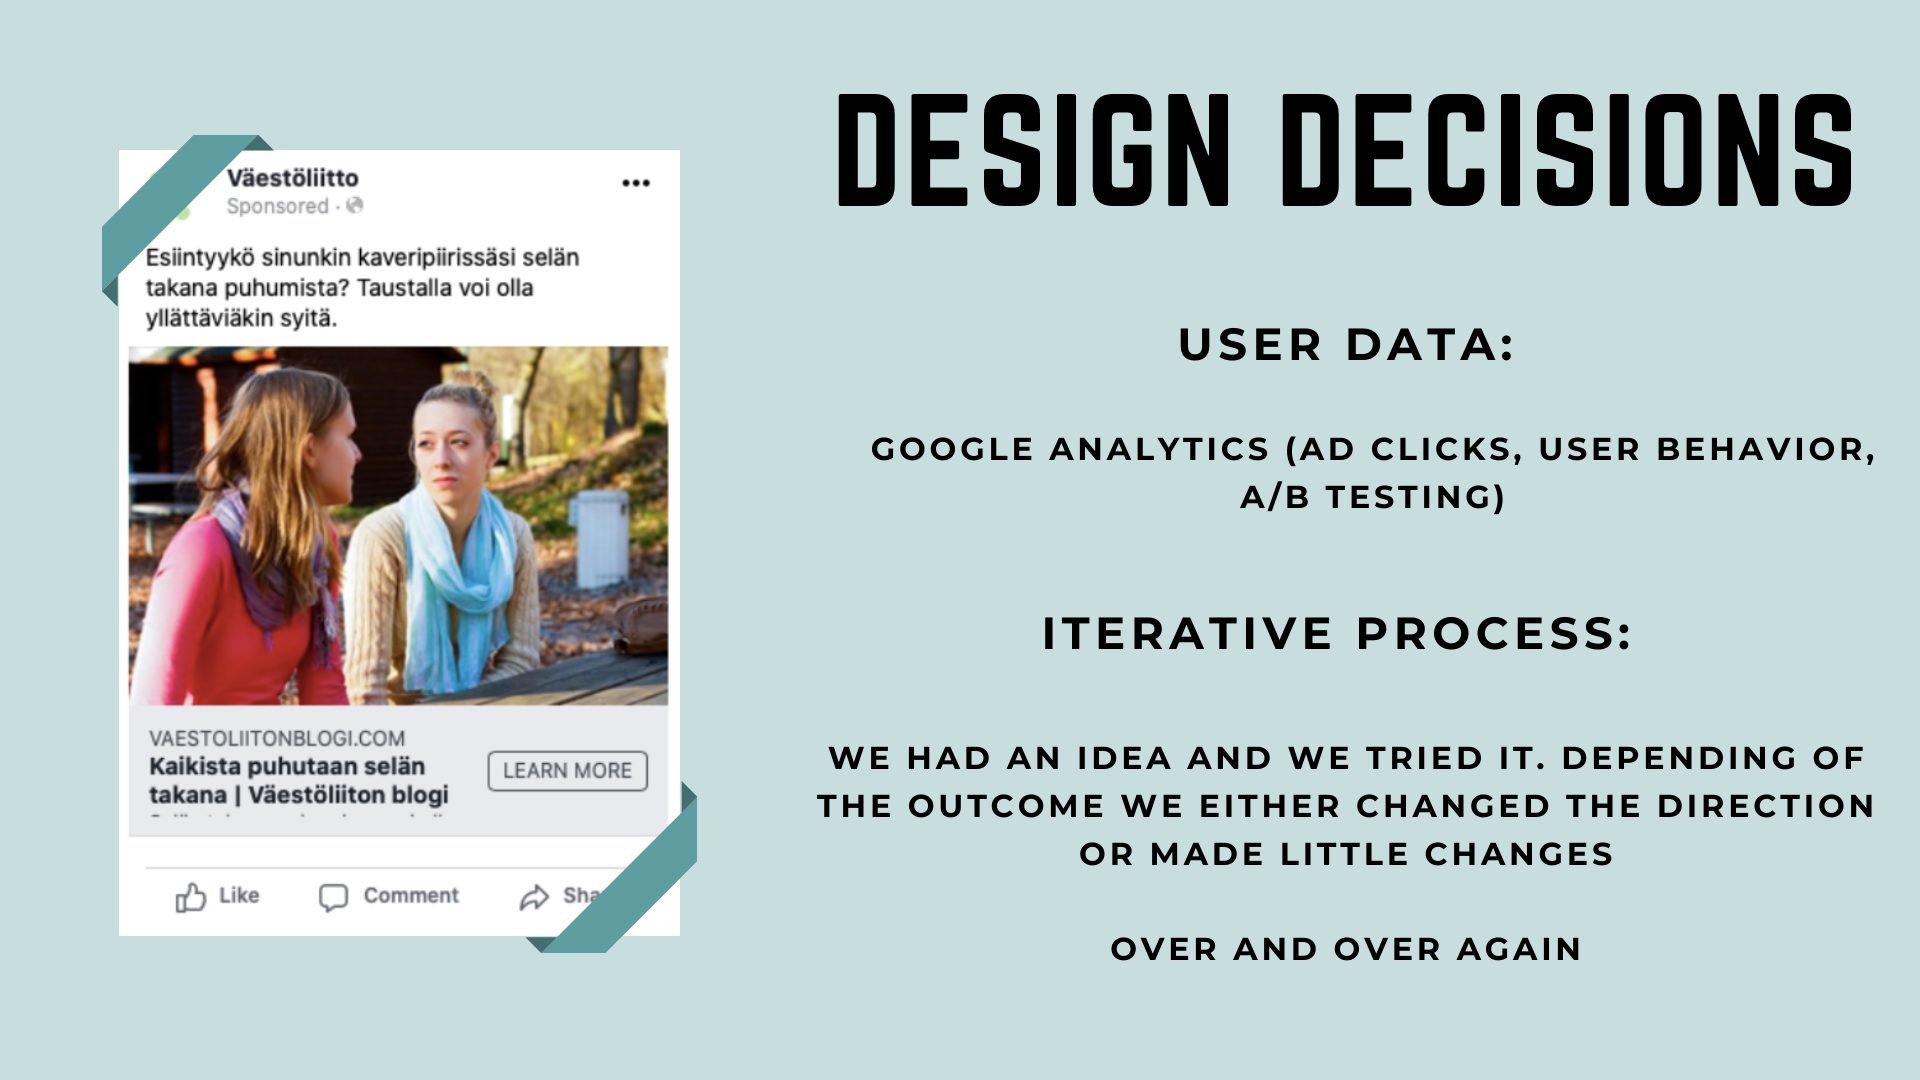 Väestöliitto
Sponsored ·
Esiintyykö sinunkin kaveripiirissäsi selän
takana puhumista? Taustalla voi olla
yllättäviäkin syitä.
VAESTOLIITONBLOGI.COM
Kaikista puhutaan selän
takana | Väestöliiton blogi
LEARN MORE
Like
Comment
DESIGN DECISIONS
USER DATA:
GOOGLE ANALYTICS (AD CLICKS, USER BEHAVIOR,
A/B TESTING)
ITERATIVE PROCESS:
WE HAD AN IDEA AND WE TRIED IT. DEPENDING OF
THE OUTCOME WE EITHER CHANGED THE DIRECTION
OR MADE LITTLE CHANGES
OVER AND OVER AGAIN